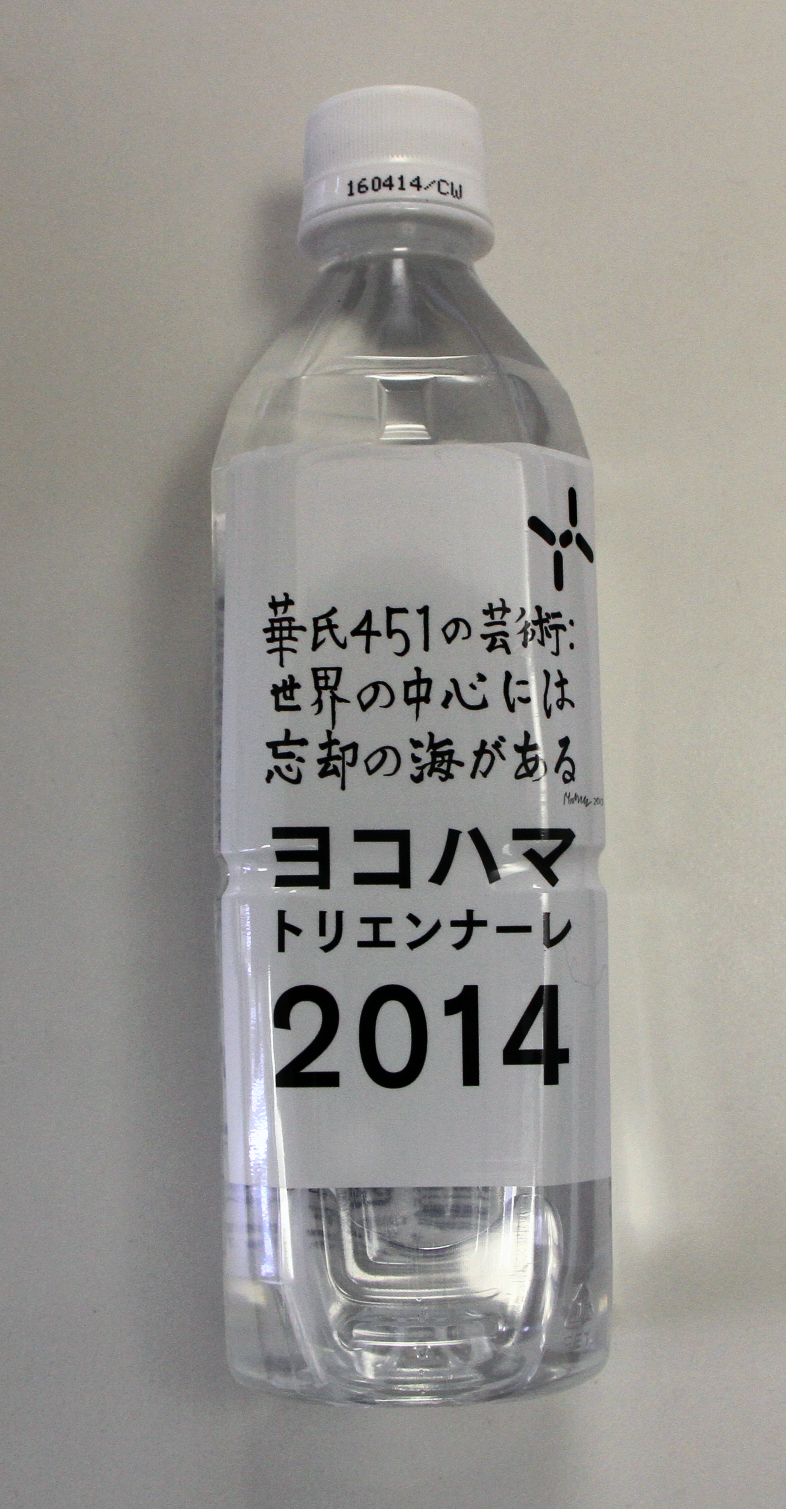 160414/CW
華氏451の芸術:
世界の中心には
忘却の海がある
ヨコハマ
トリエンナーレ
2014